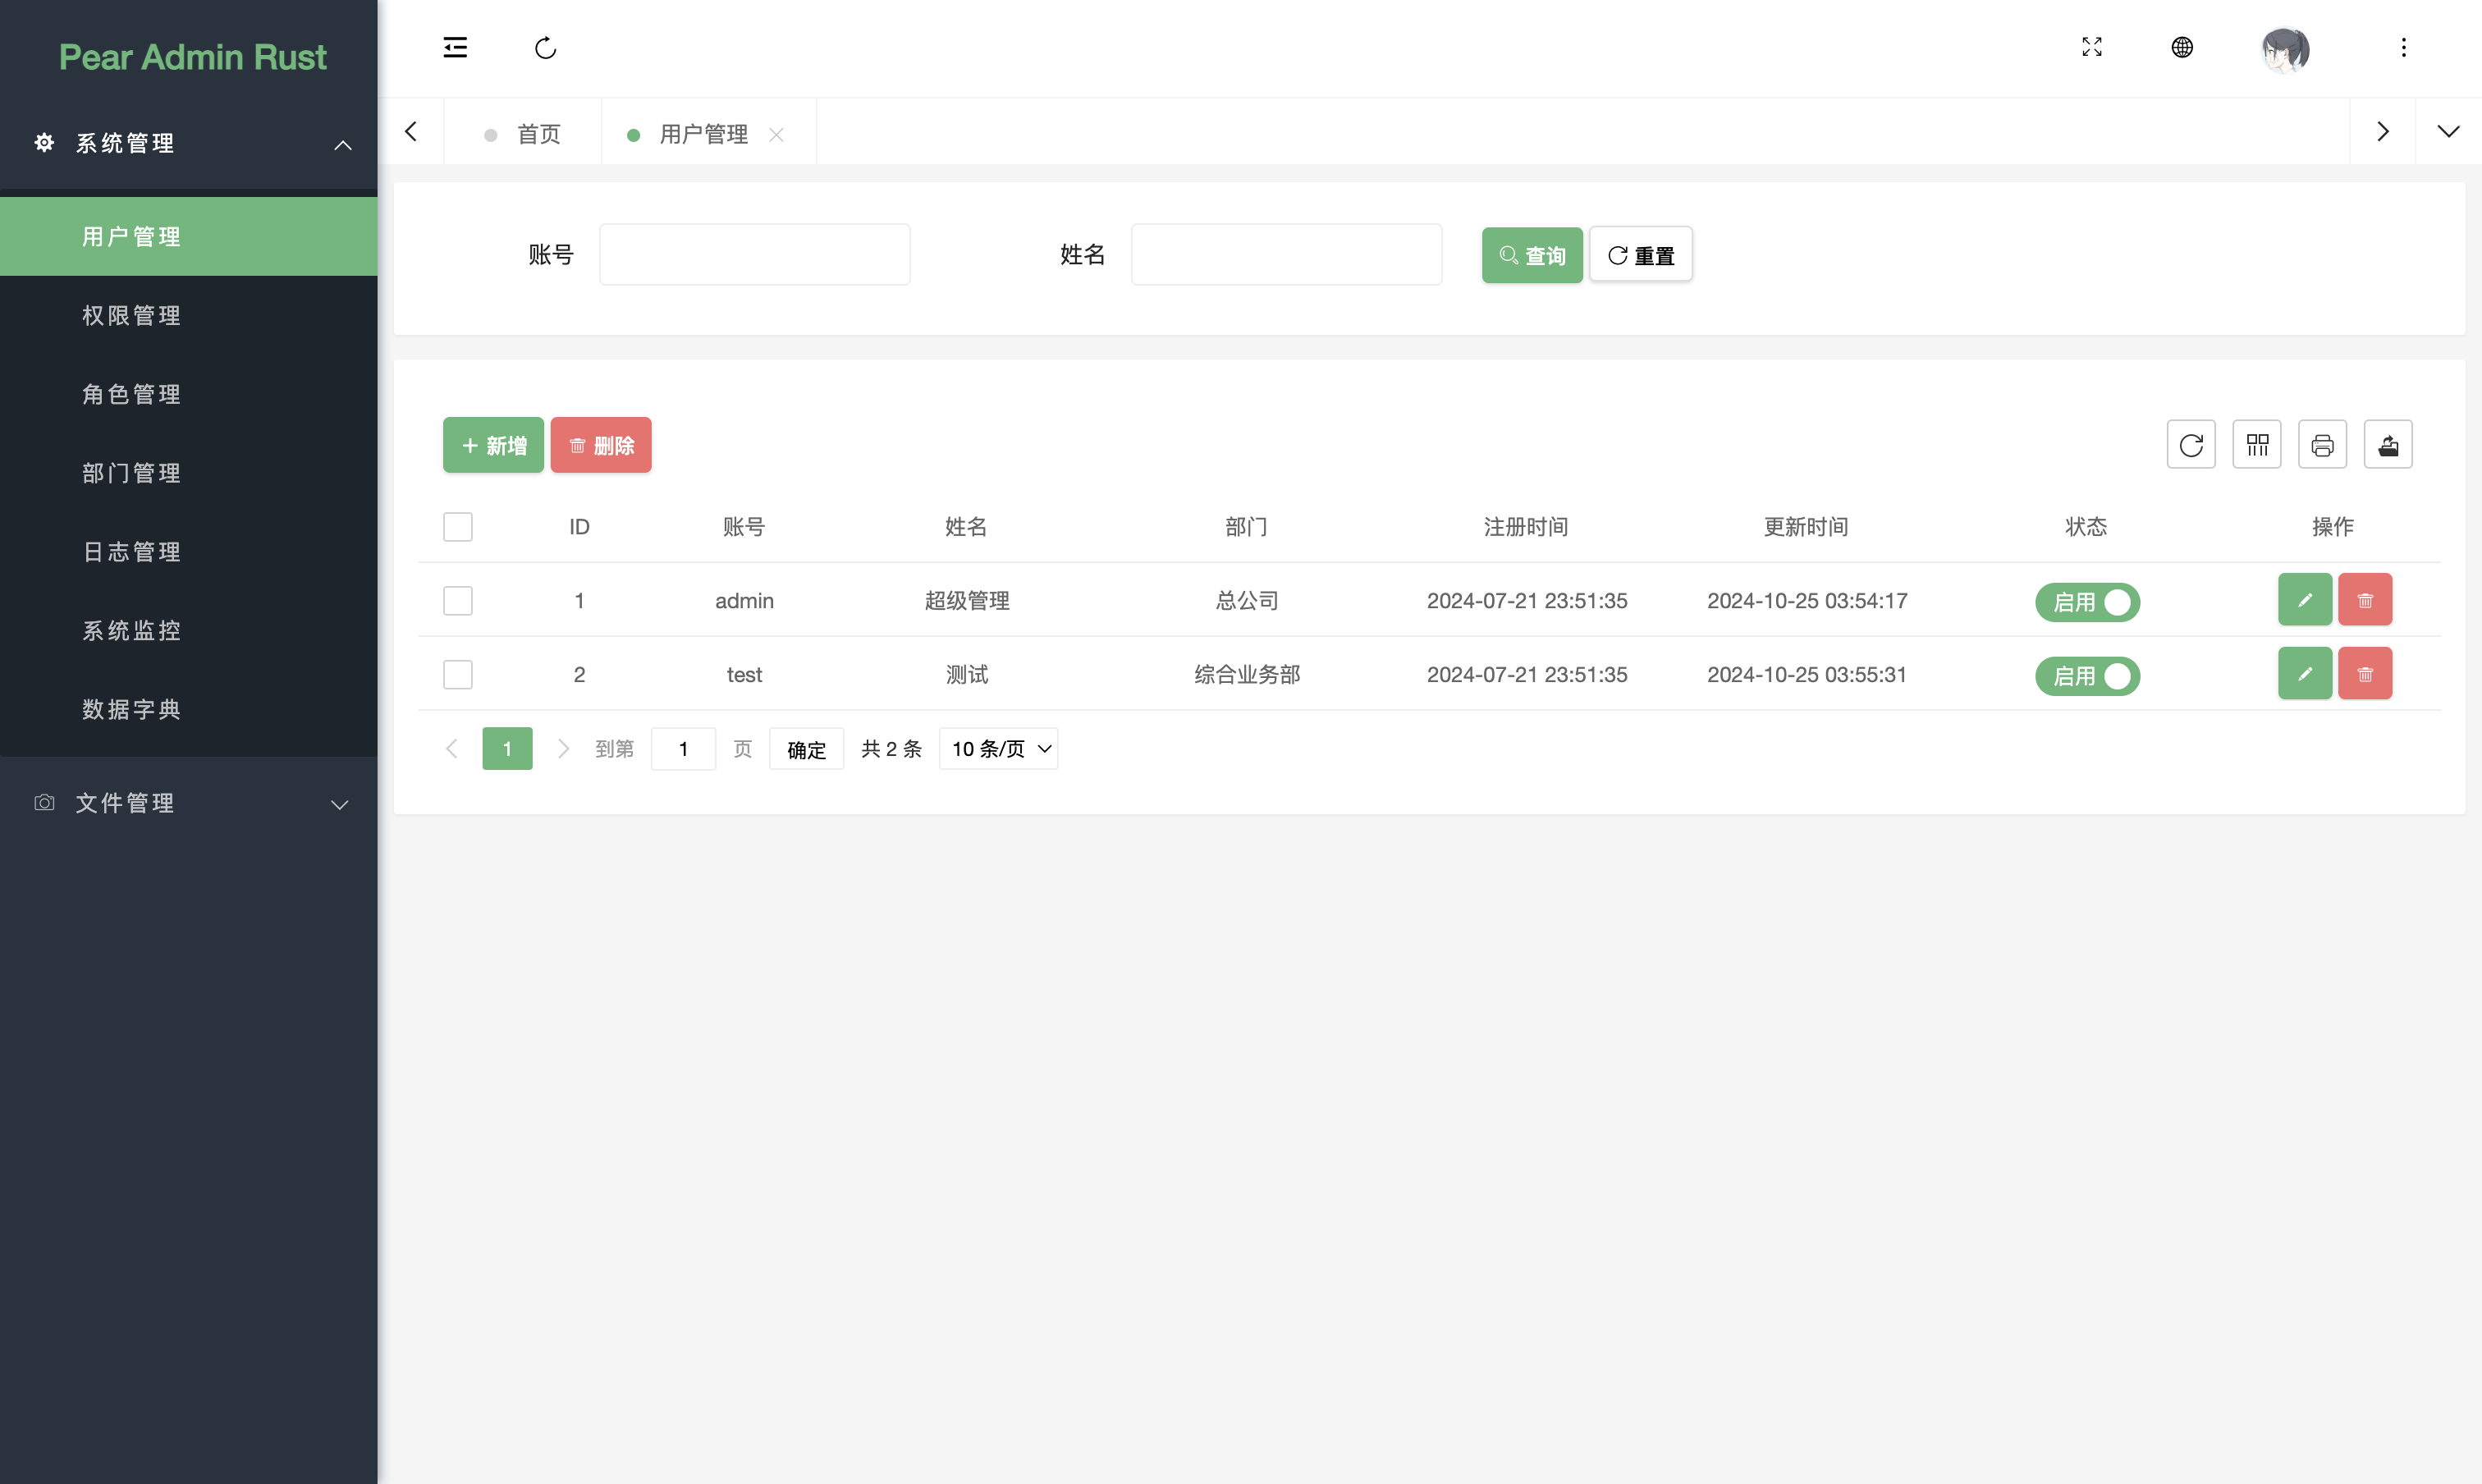 Pear Admin Rust
系统管理
用户管理
权限管理
角色管理
部门管理
日志管理
系统监控
数据字典
文件管理
首页 用户管理
账号 姓名 查询 重置
新增 删除
ID 账号 姓名 部门 注册时间 更新时间 状态 操作
1 admin 超级管理 总公司 2024-07-21 23:51:35 2024-10-25 03:54:17 启用
2 test 测试 综合业务部 2024-07-21 23:51:35 2024-10-25 03:55:31 启用
1 到第 1 页 确定 共 2 条 10 条/页